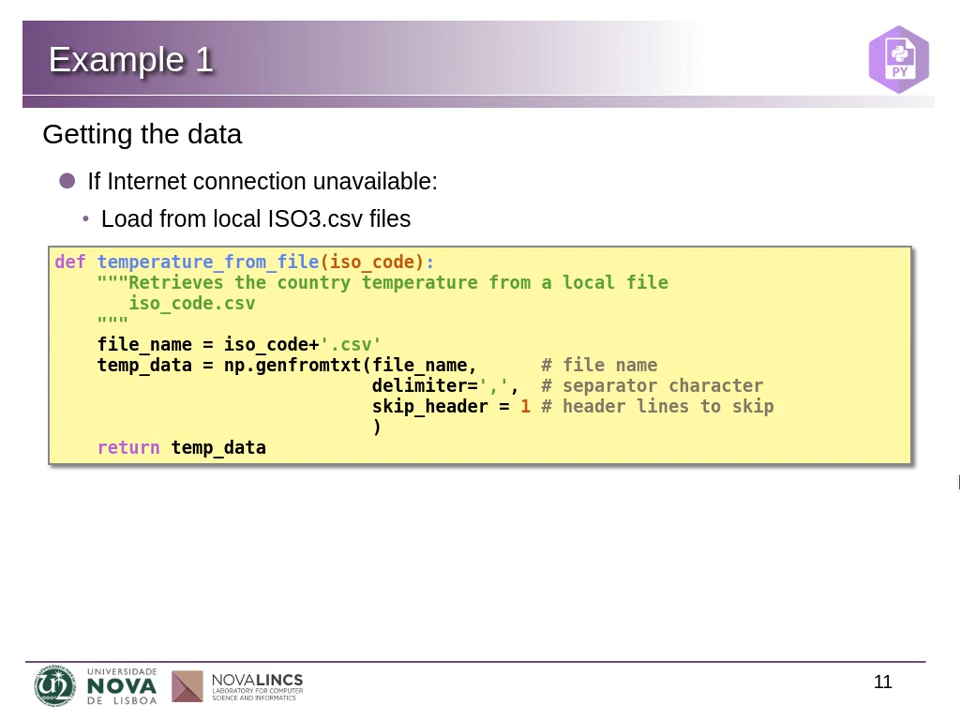 Example 1
PY
Getting the data
If Internet connection unavailable:
Load from local ISO3.csv files
def temperature_from_file(iso_code):
    """Retrieves the country temperature from a local file
       iso_code.csv
    """
    file_name = iso_code+'.csv'
    temp_data = np.genfromtxt(file_name,      # file name
                              delimiter=',',  # separator character
                              skip_header = 1 # header lines to skip
                              )
    return temp_data
UNIVERSIDADE
NOVA
DE LISBOA
NOVALINCS
LABORATORY FOR COMPUTER
SCIENCE AND INFORMATICS
11